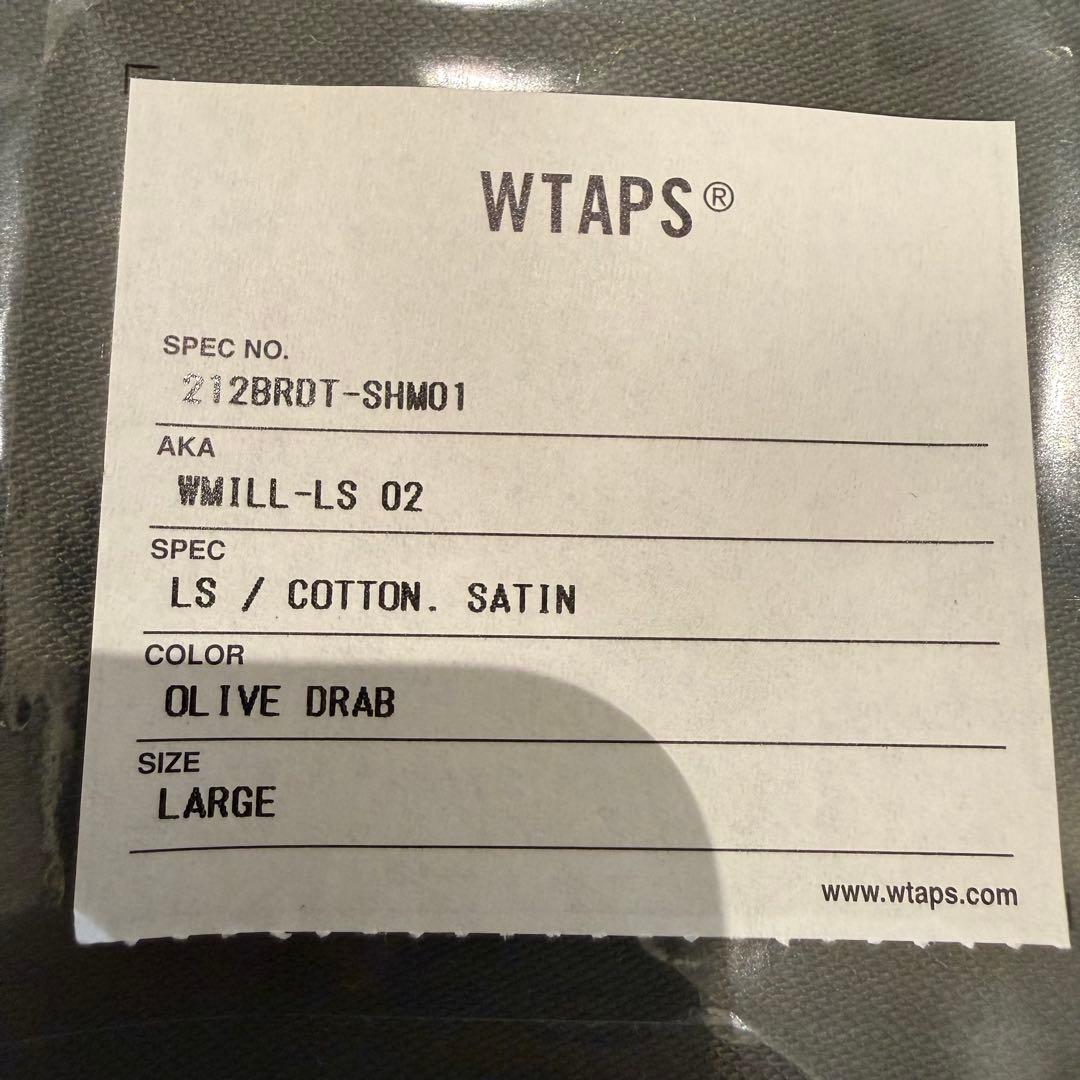 WTAPS®
SPEC NO.
212BRDT-SHM01
AKA
WMILL-LS 02
SPEC
LS / COTTON. SATIN
COLOR
OLIVE DRAB
SIZE
LARGE
www.wtaps.com